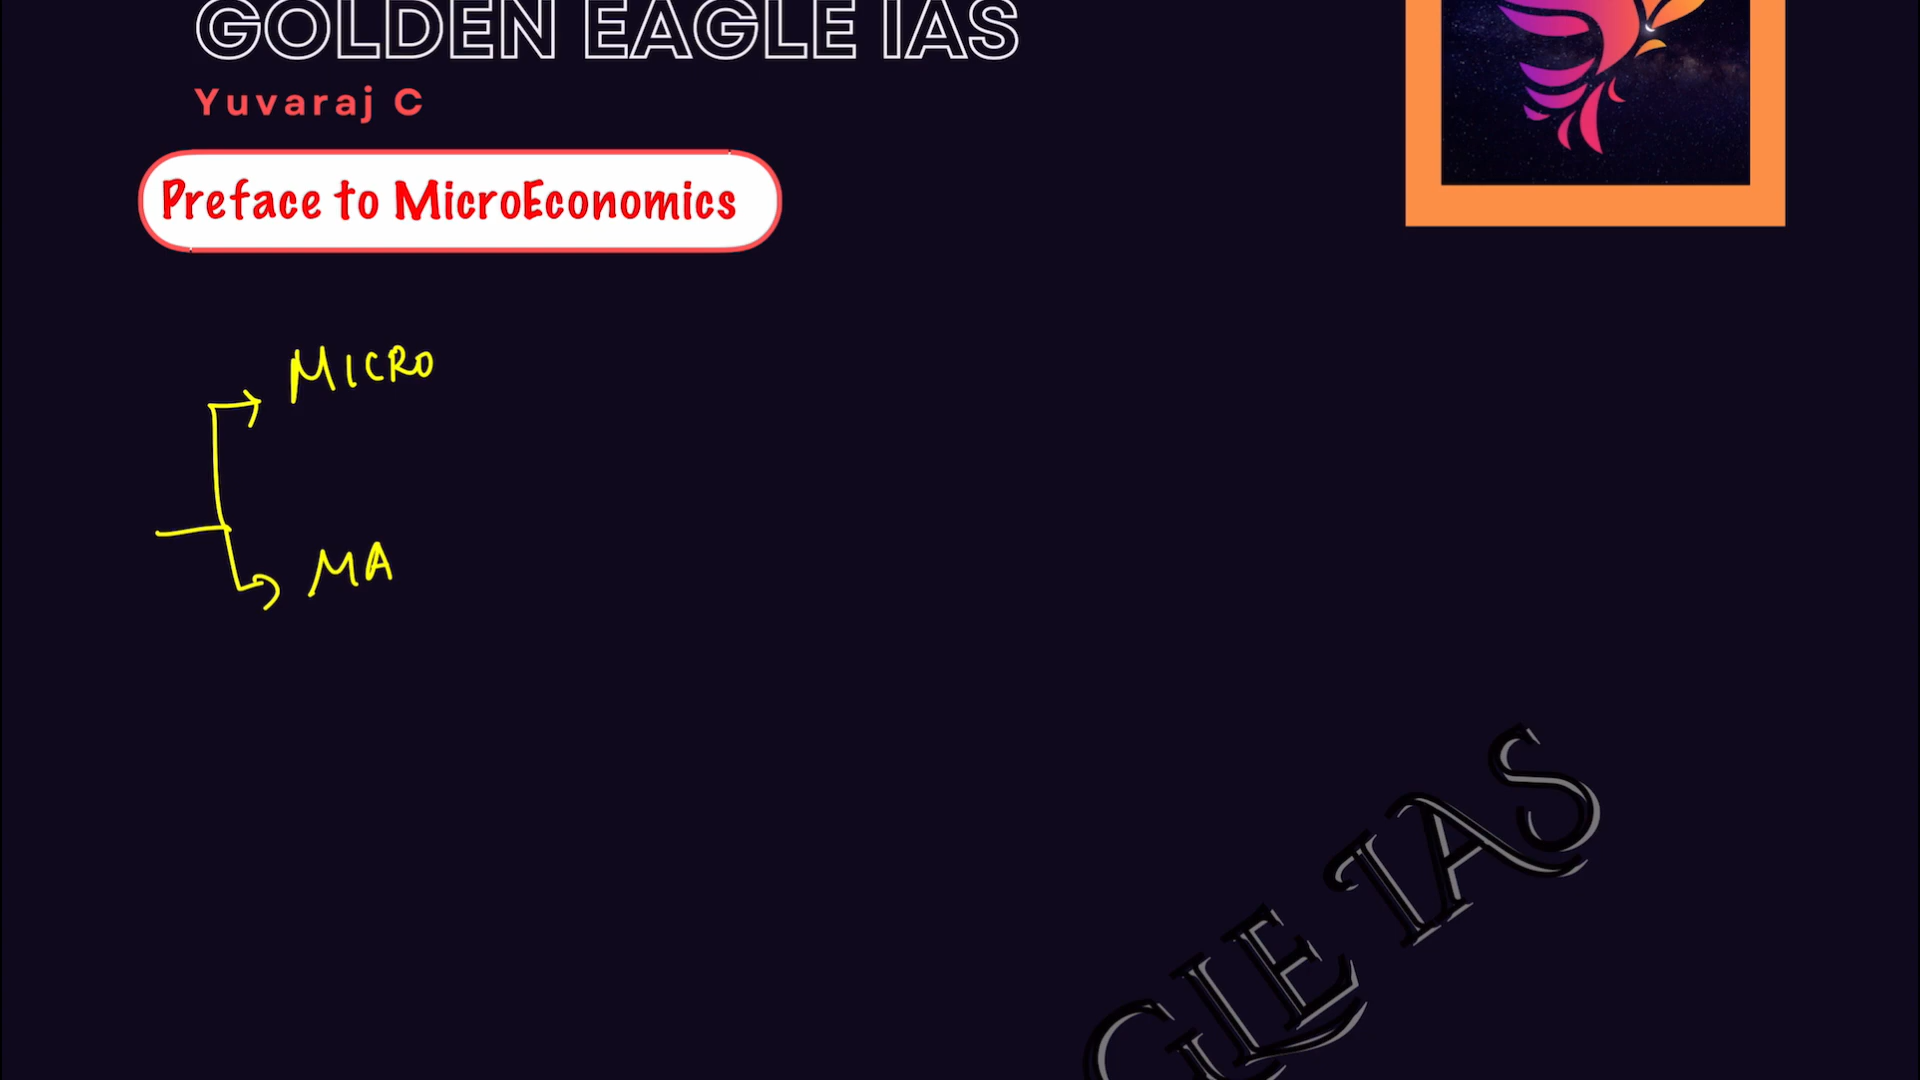 GOLDEN EAGLE IAS
Yuvaraj C
Preface to MicroEconomics
MICRO
MA
GLE IAS